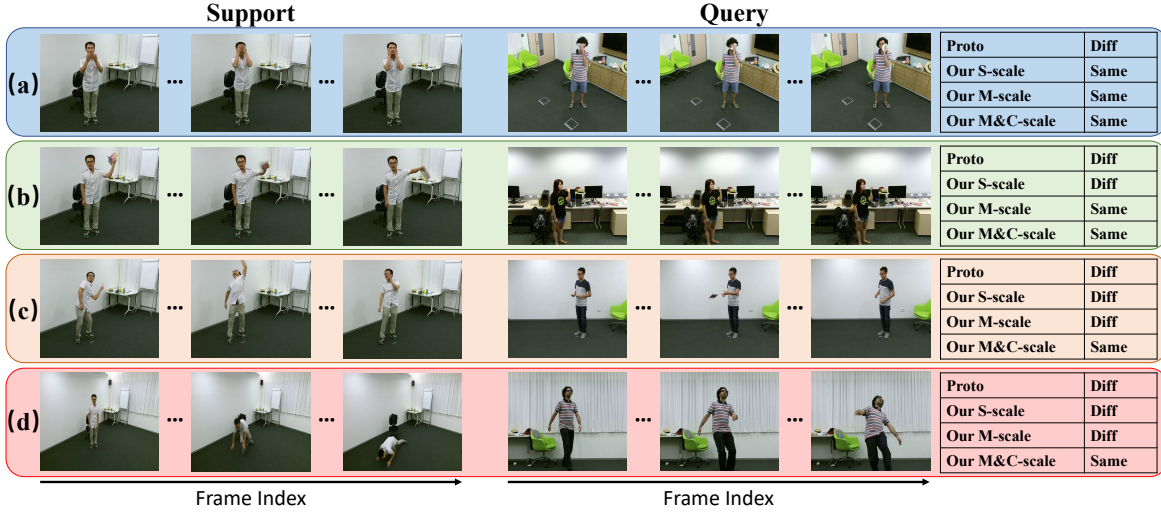 Support Query
(a)
Proto Diff
Our S-scale Same
Our M-scale Same
Our M&C-scale Same
(b)
Proto Diff
Our S-scale Diff
Our M-scale Same
Our M&C-scale Same
(c)
Proto Diff
Our S-scale Diff
Our M-scale Diff
Our M&C-scale Same
(d)
Proto Diff
Our S-scale Diff
Our M-scale Diff
Our M&C-scale Same
Frame Index Frame Index